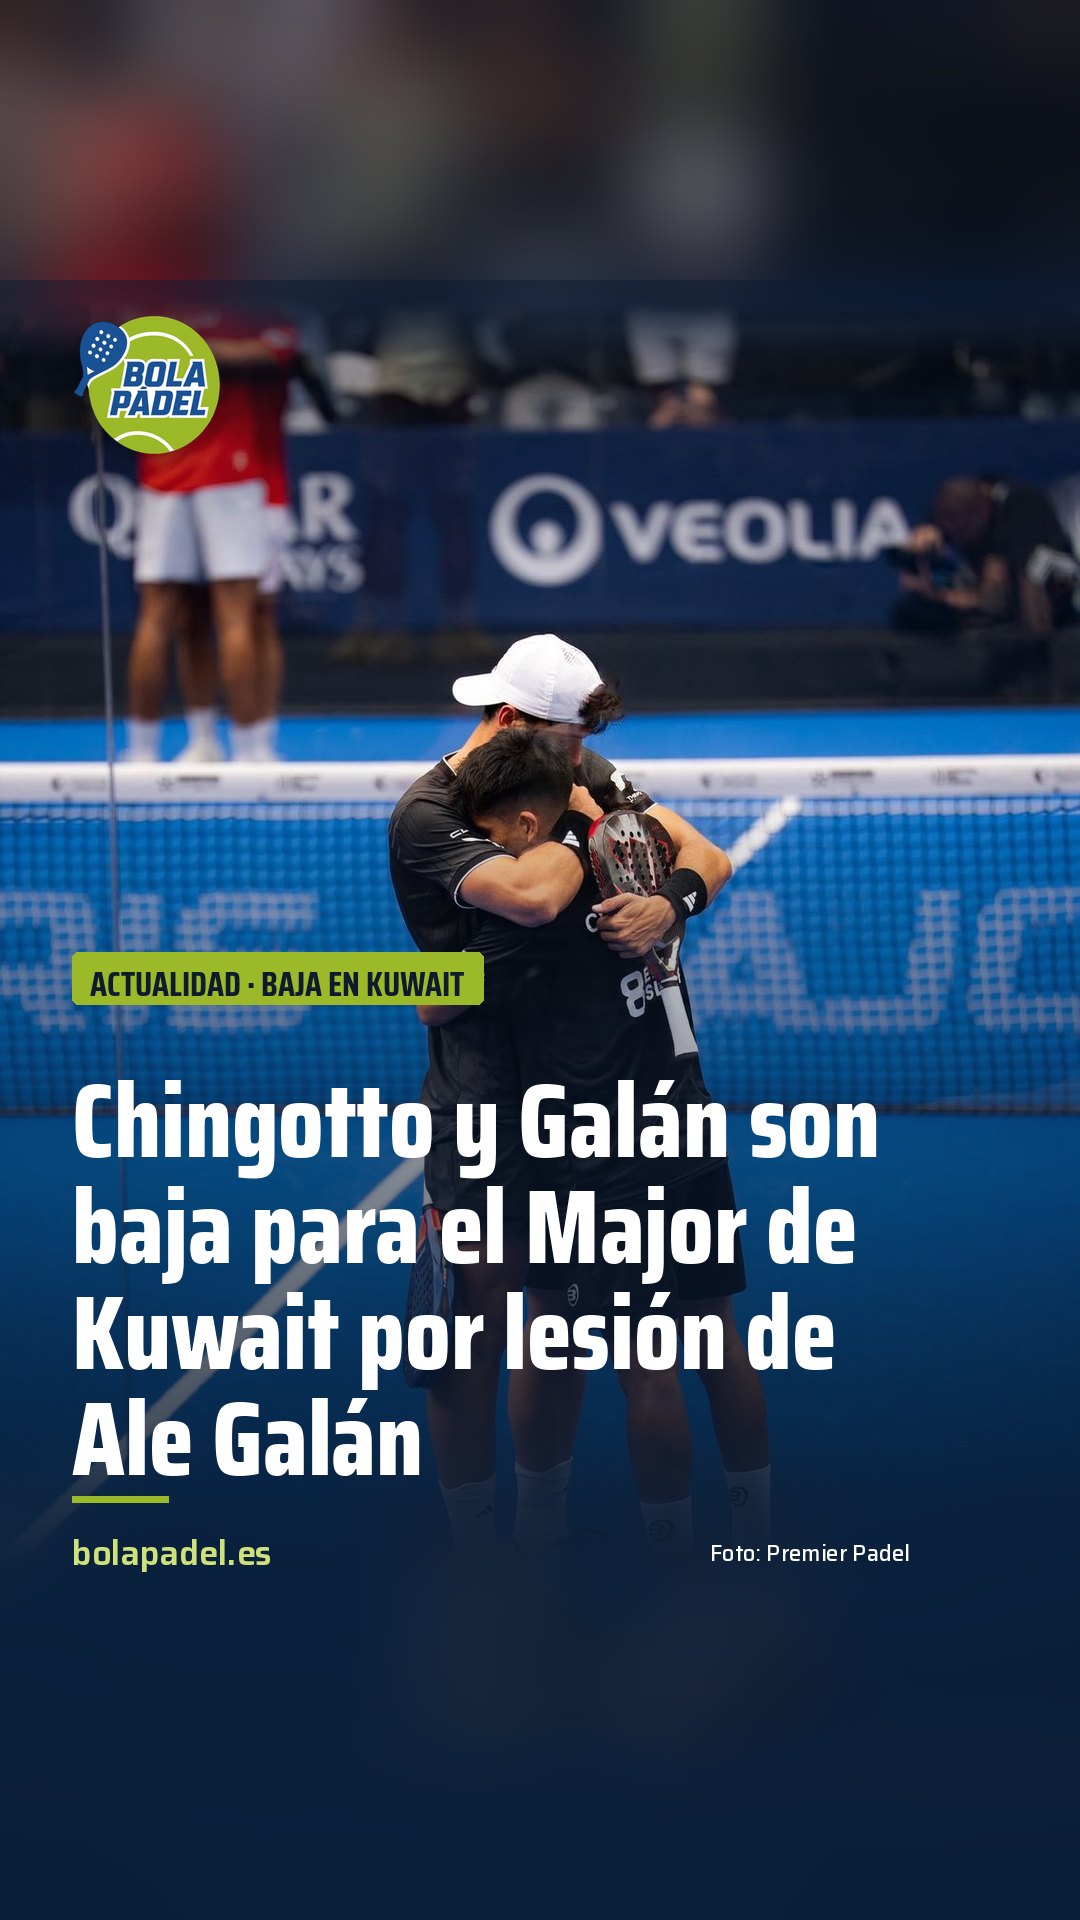 BOLA
PÁDEL
VEOLIA
ACTUALIDAD · BAJA EN KUWAIT
Chingotto y Galán son
baja para el Major de
Kuwait por lesión de
Ale Galán
bolapadel.es
Foto: Premier Padel